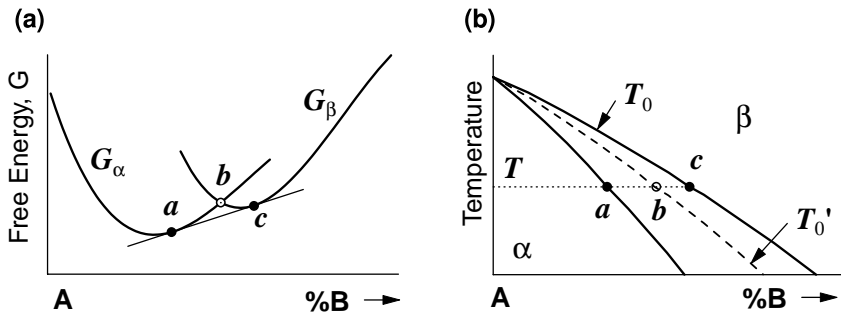 (a)
Free Energy, G
Gα
Gβ
a
b
c
A
%B
(b)
Temperature
T0
β
T
a
b
c
α
T0'
A
%B